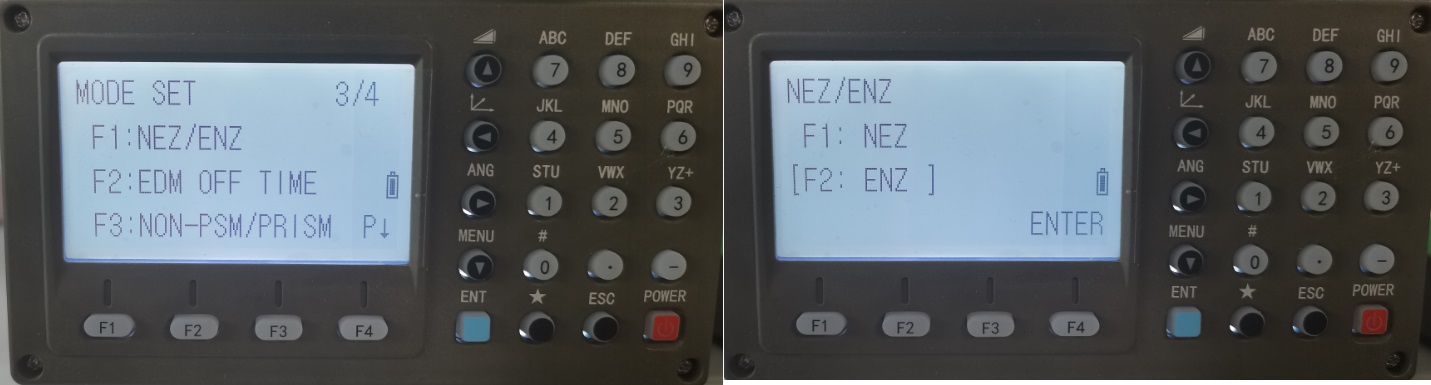 MODE SET 3/4
F1:NEZ/ENZ
F2:EDM OFF TIME
F3:NON-PSM/PRISM P↓
F1 F2 F3 F4
ABC DEF GHI
7 8 9
JKL MNO PQR
4 5 6
ANG STU VWX YZ+
1 2 3
MENU #
0 . -
ENT ★ ESC POWER
NEZ/ENZ
F1: NEZ
[F2: ENZ ]
ENTER
F1 F2 F3 F4
ABC DEF GHI
7 8 9
JKL MNO PQR
4 5 6
ANG STU VWX YZ+
1 2 3
MENU #
0 . -
ENT ★ ESC POWER